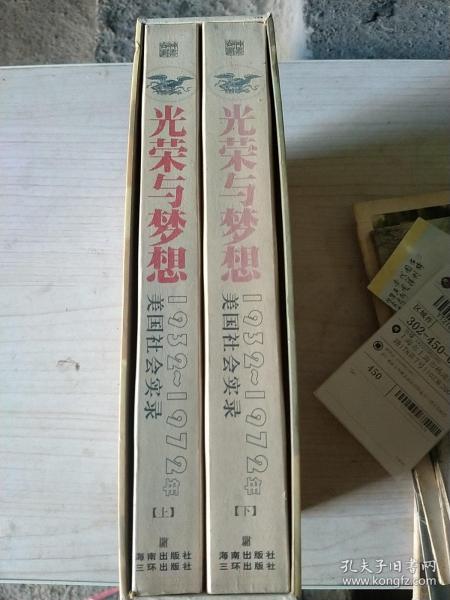 光荣与梦想
1932~1972年
美国社会实录
【上】
海南出版社
三环出版社
光荣与梦想
1932~1972年
美国社会实录
【下】
海南出版社
三环出版社
302-450-
450
孔夫子旧书网
www.kongfz.com